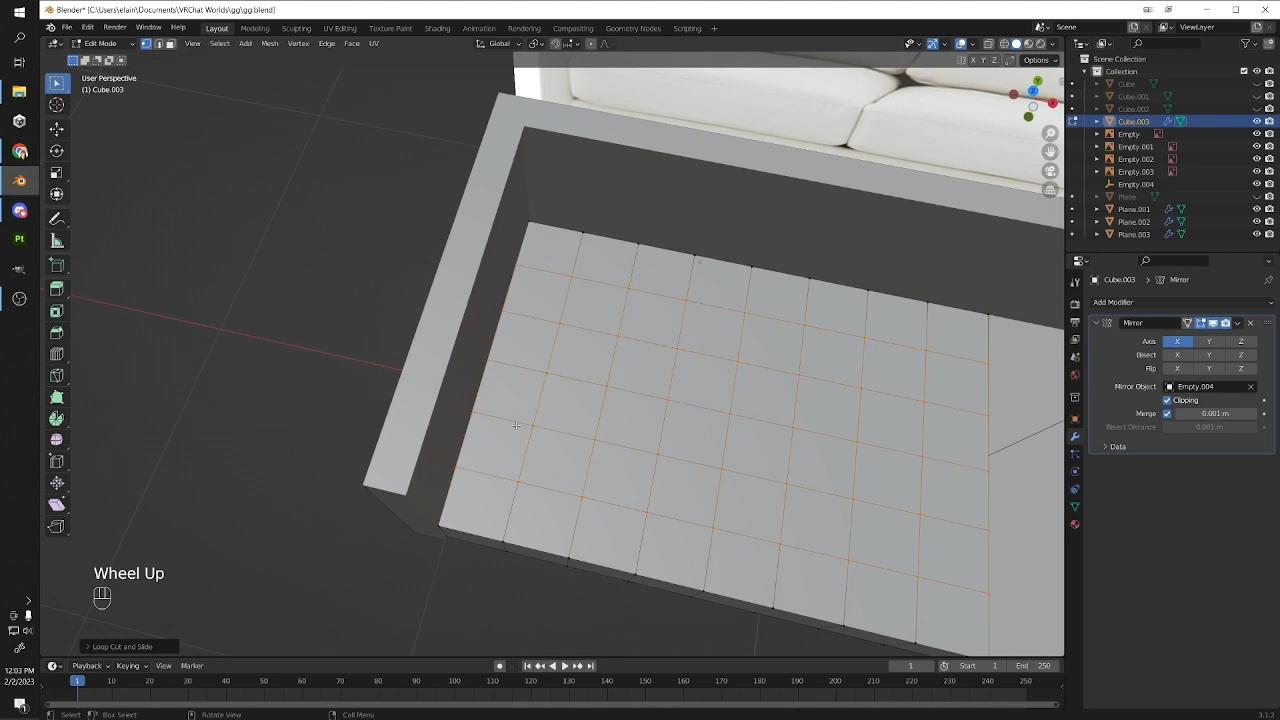 Blender* [C:\Users\elain\Documents\VRChat Worlds\gg\gg.blend]
File Edit Render Window Help Layout Modeling Sculpting UV Editing Texture Paint Shading Animation Rendering Compositing Geometry Nodes Scripting + Scene ViewLayer
Edit Mode View Select Add Mesh Vertex Edge Face UV Global
X Y Z Options
User Perspective
(1) Cube.003
Scene Collection
Collection
Cube
Cube.001
Cube.002
Cube.003
Empty
Empty.001
Empty.002
Empty.003
Empty.004
Plane
Plane.001
Plane.002
Plane.003
Cube.003 > Mirror
Add Modifier
Mirror
Axis X Y Z
Bisect X Y Z
Flip X Y Z
Mirror Object Empty.004
Clipping
Merge 0.001 m
Bisect Distance 0.001 m
Data
Y
Z
X
Pt
Wheel Up
Loop Cut and Slide
12:03 PM
2/2/2023
Playback Keying View Marker 1 Start 1 End 250
1 10 20 30 40 50 60 70 80 90 100 110 120 130 140 150 160 170 180 190 200 210 220 230 240 250
Select Box Select Rotate View Call Menu 3.1.2